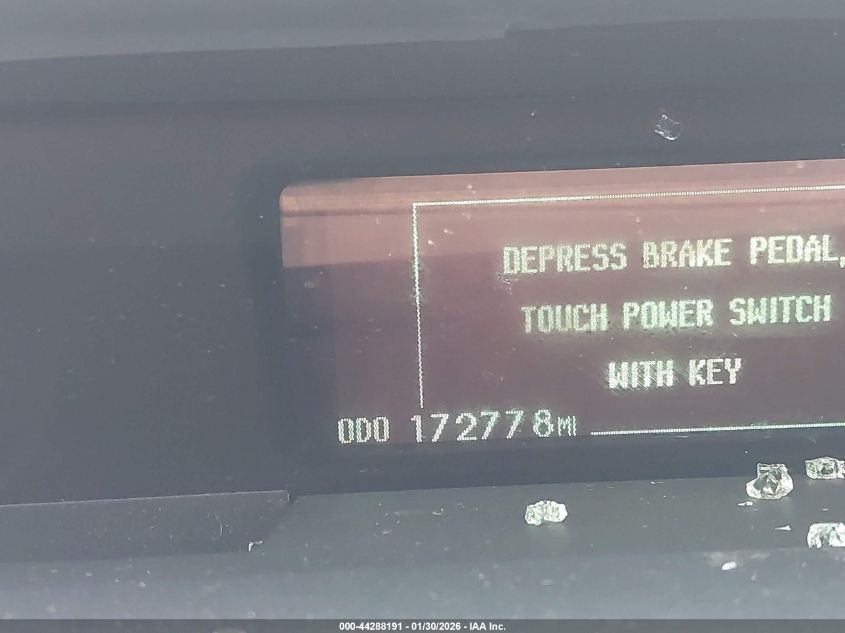 DEPRESS BRAKE PEDAL,
TOUCH POWER SWITCH
WITH KEY
ODO 172778MI
000-44288191 - 01/30/2026 - IAA Inc.